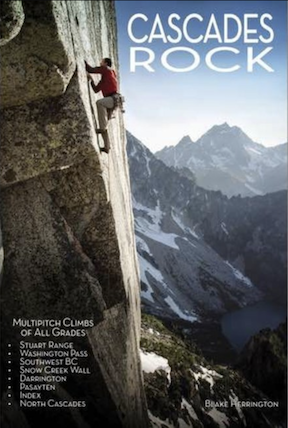 CASCADES
ROCK
MULTIPITCH CLIMBS
OF ALL GRADES
• STUART RANGE
• WASHINGTON PASS
• SOUTHWEST BC
• SNOW CREEK WALL
• DARRINGTON
• PASAYTEN
• INDEX
• NORTH CASCADES
BLAKE HERRINGTON